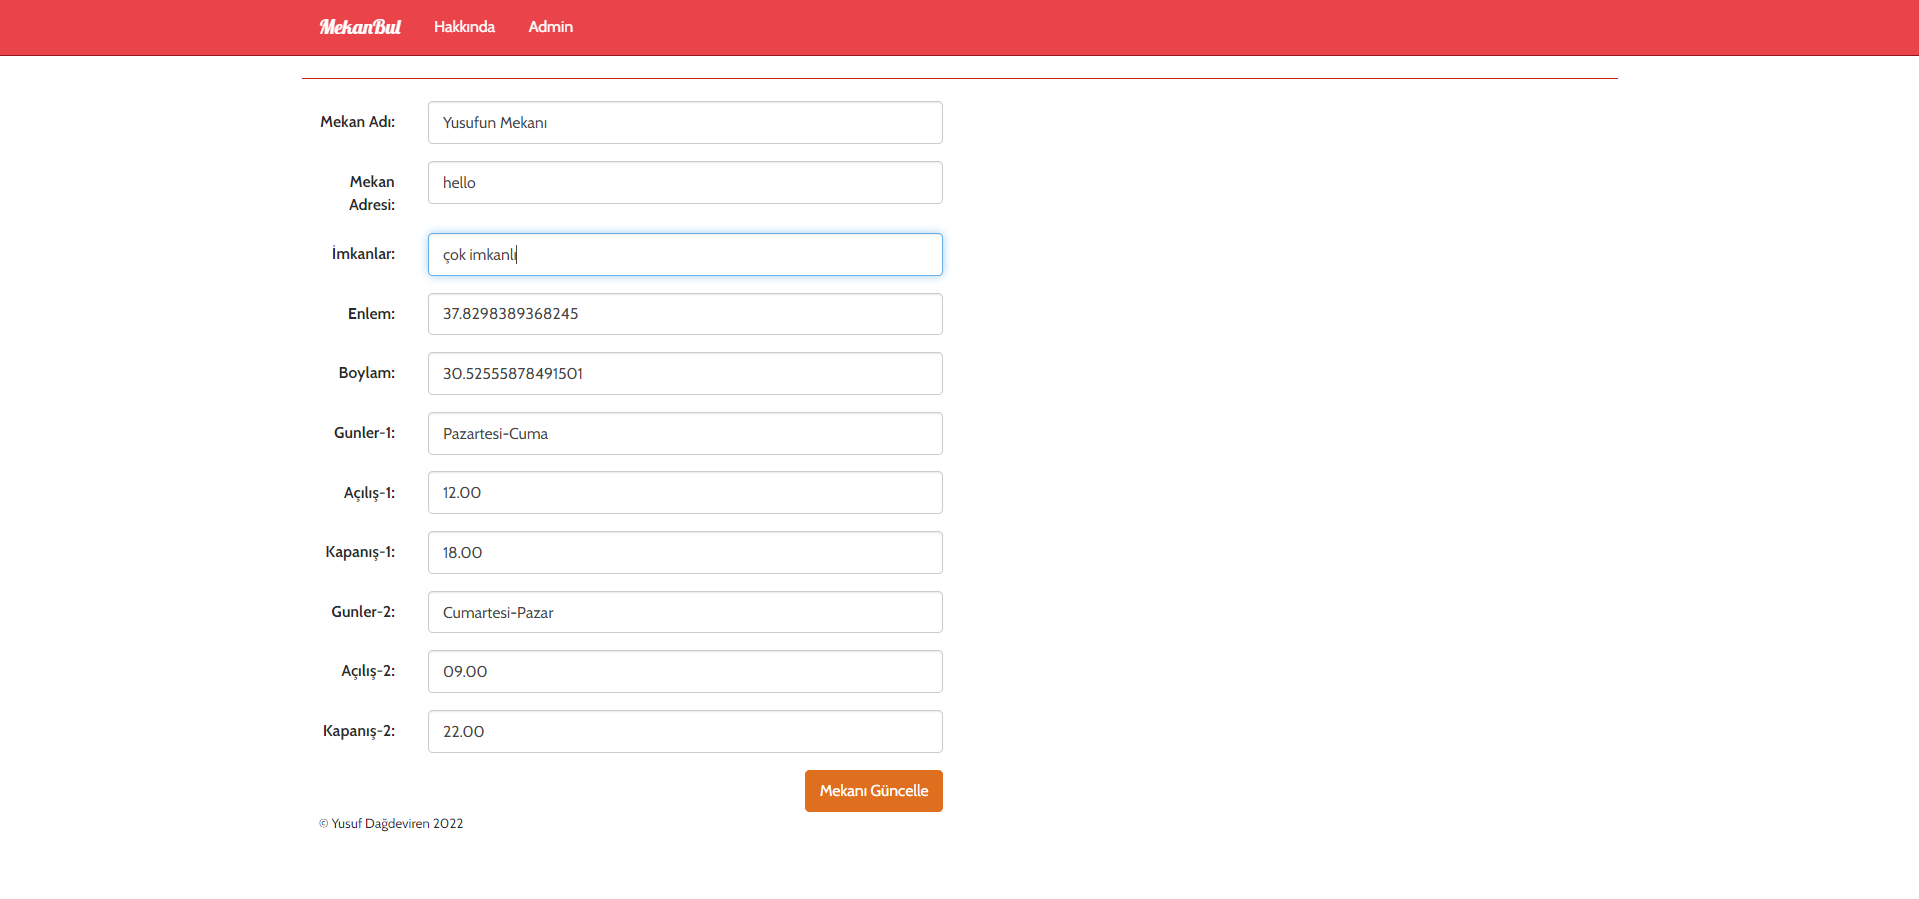 MekanBul Hakkında Admin
Mekan Adı: Yusufun Mekanı
Mekan Adresi: hello
İmkanlar: çok imkanlı
Enlem: 37.8298389368245
Boylam: 30.52555878491501
Gunler-1: Pazartesi-Cuma
Açılış-1: 12.00
Kapanış-1: 18.00
Gunler-2: Cumartesi-Pazar
Açılış-2: 09.00
Kapanış-2: 22.00
Mekanı Güncelle
© Yusuf Dağdeviren 2022